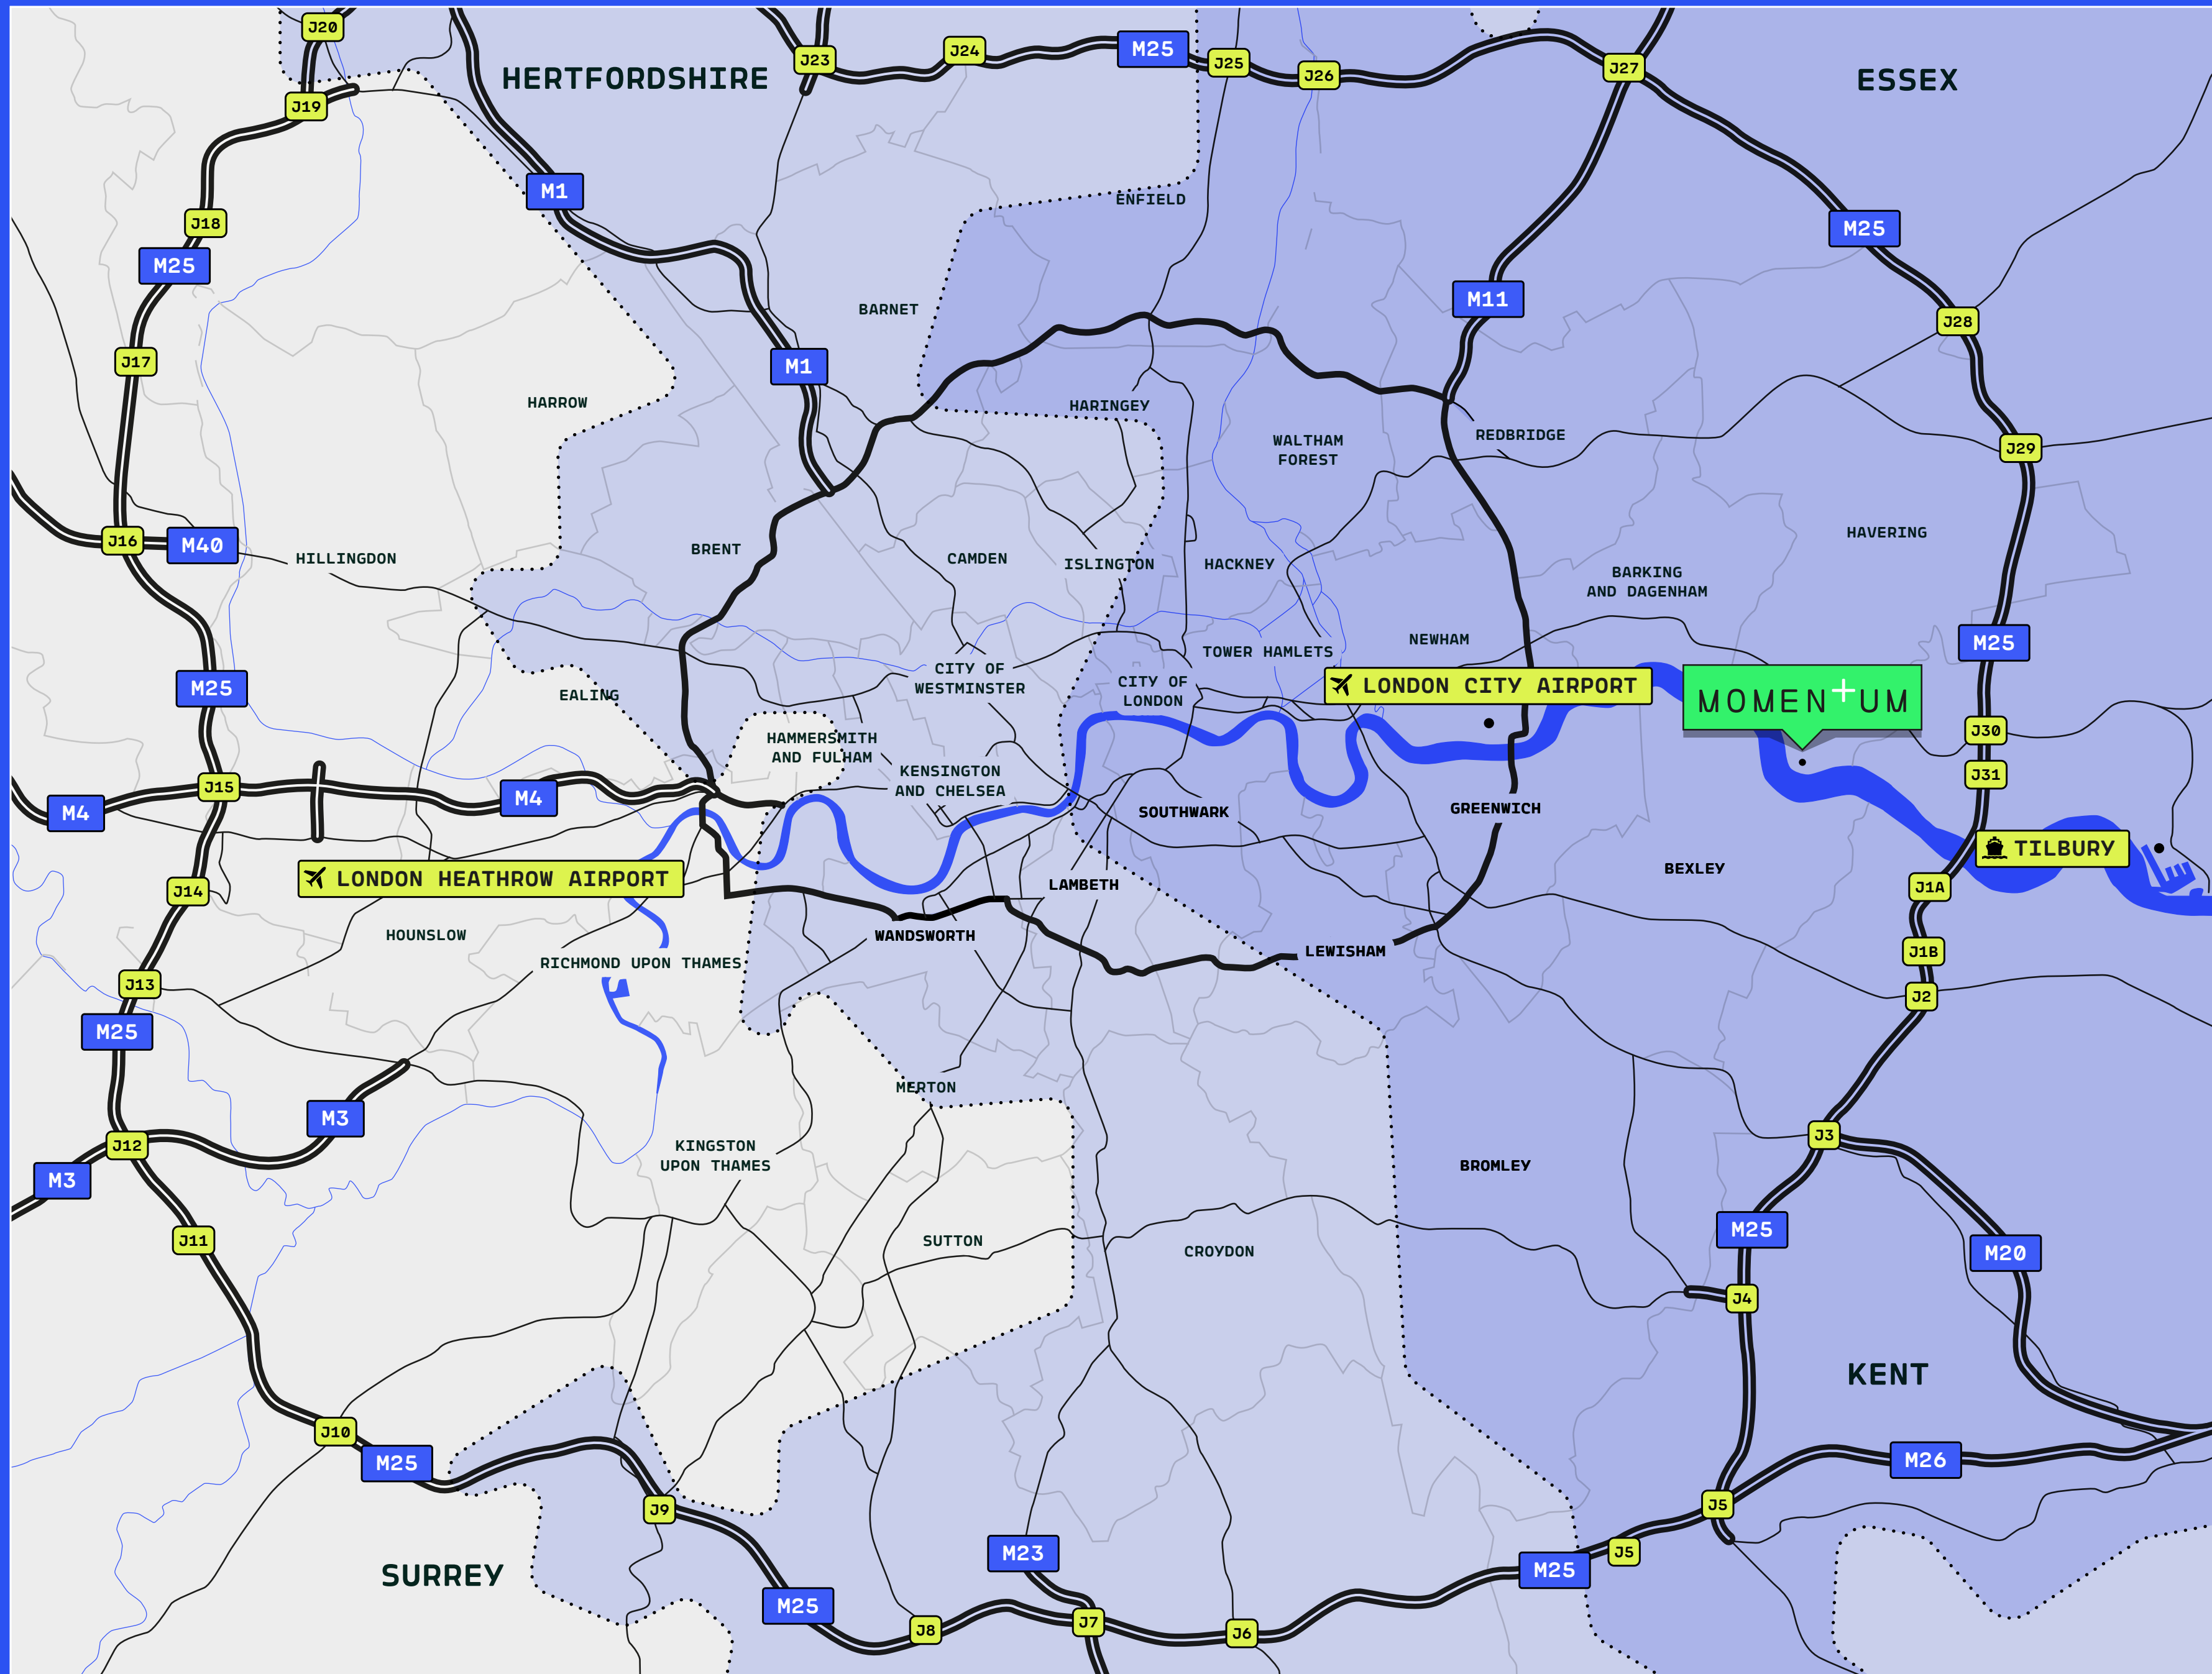 J20
HERTFORDSHIRE
J23
J24
M25
J25
J26
J27
ESSEX
J19
M1
ENFIELD
J18
M25
M25
M11
BARNET
J28
J17
M1
HARROW
HARINGEY
WALTHAM
FOREST
REDBRIDGE
J29
J16
M40
HILLINGDON
BRENT
CAMDEN
ISLINGTON
HACKNEY
BARKING
AND DAGENHAM
HAVERING
NEWHAM
TOWER HAMLETS
M25
M25
EALING
CITY OF
WESTMINSTER
CITY OF
LONDON
LONDON CITY AIRPORT
MOMEN+UM
J30
HAMMERSMITH
AND FULHAM
KENSINGTON
AND CHELSEA
J31
J15
M4
M4
SOUTHWARK
GREENWICH
TILBURY
LONDON HEATHROW AIRPORT
LAMBETH
BEXLEY
J14
J1A
HOUNSLOW
WANDSWORTH
LEWISHAM
J1B
RICHMOND UPON THAMES
J13
J2
M25
MERTON
M3
J12
KINGSTON
UPON THAMES
BROMLEY
J3
M3
J11
SUTTON
CROYDON
M25
M20
J4
KENT
J10
M25
M26
J9
J5
SURREY
M23
M25
J5
M25
J8
J7
J6